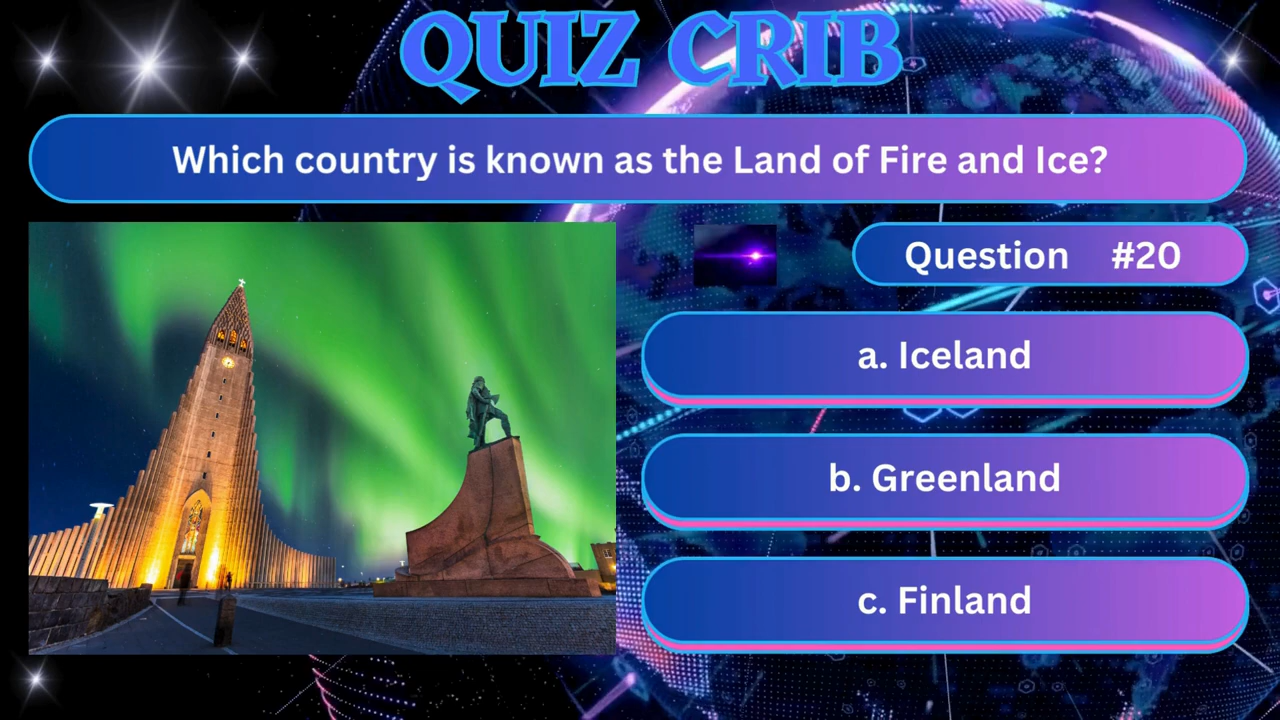 QUIZ CRIB
Which country is known as the Land of Fire and Ice?
Question #20
a. Iceland
b. Greenland
c. Finland